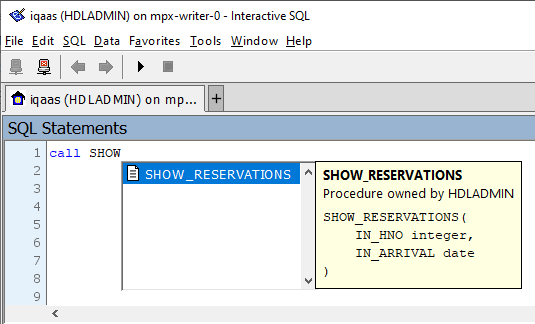 iqaas (HDLADMIN) on mpx-writer-0 - Interactive SQL
File Edit SQL Data Favorites Tools Window Help
iqaas (HDLADMIN) on mp... +
SQL Statements
1 call SHOW
2 SHOW_RESERVATIONS
3
4
5
6
7
8
9
SHOW_RESERVATIONS
Procedure owned by HDLADMIN
SHOW_RESERVATIONS(
IN_HNO integer,
IN_ARRIVAL date
)